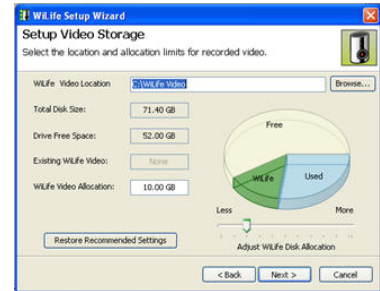 WiLife Setup Wizard
Setup Video Storage
Select the location and allocation limits for recorded video.
WiLife Video Location
C:\WiLife Video
Browse...
Total Disk Size:
71.40 GB
Drive Free Space:
52.00 GB
Existing WiLife Video:
None
WiLife Video Allocation:
10.00 GB
Free
WiLife
Used
Less
More
Restore Recommended Settings
Adjust WiLife Disk Allocation
< Back
Next >
Cancel